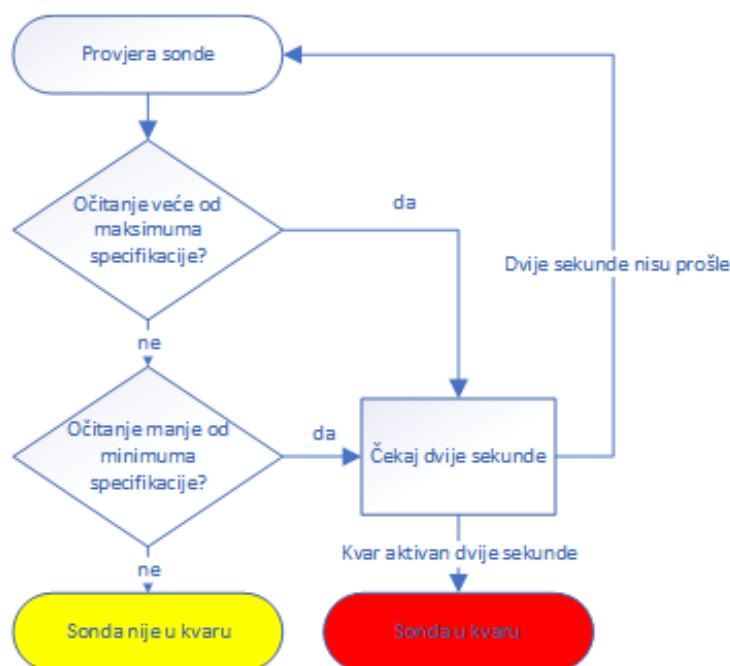 Provjera sonde
Očitanje veće od
maksimuma
specifikacije?
da
Dvije sekunde nisu prošle
ne
Očitanje manje od
minimuma
specifikacije?
da
Čekaj dvije sekunde
ne
Kvar aktivan dvije sekunde
Sonda nije u kvaru
Sonda u kvaru